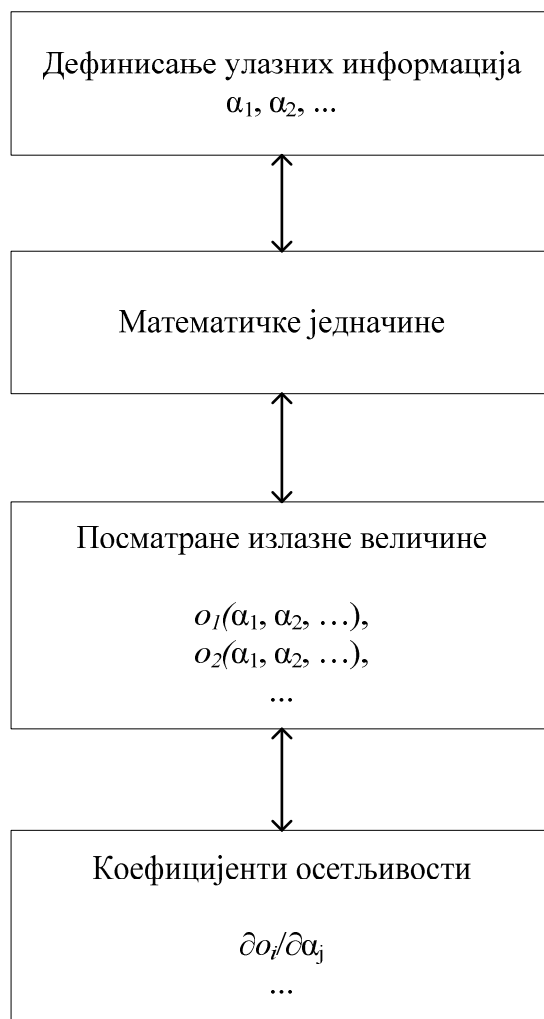 Дефинисање улазних информација
α₁, α₂, ...
Математичке једначине
Посматране излазне величине
o₁(α₁, α₂, …),
o₂(α₁, α₂, …),
...
Коефицијенти осетљивости
∂oᵢ/∂αⱼ
...